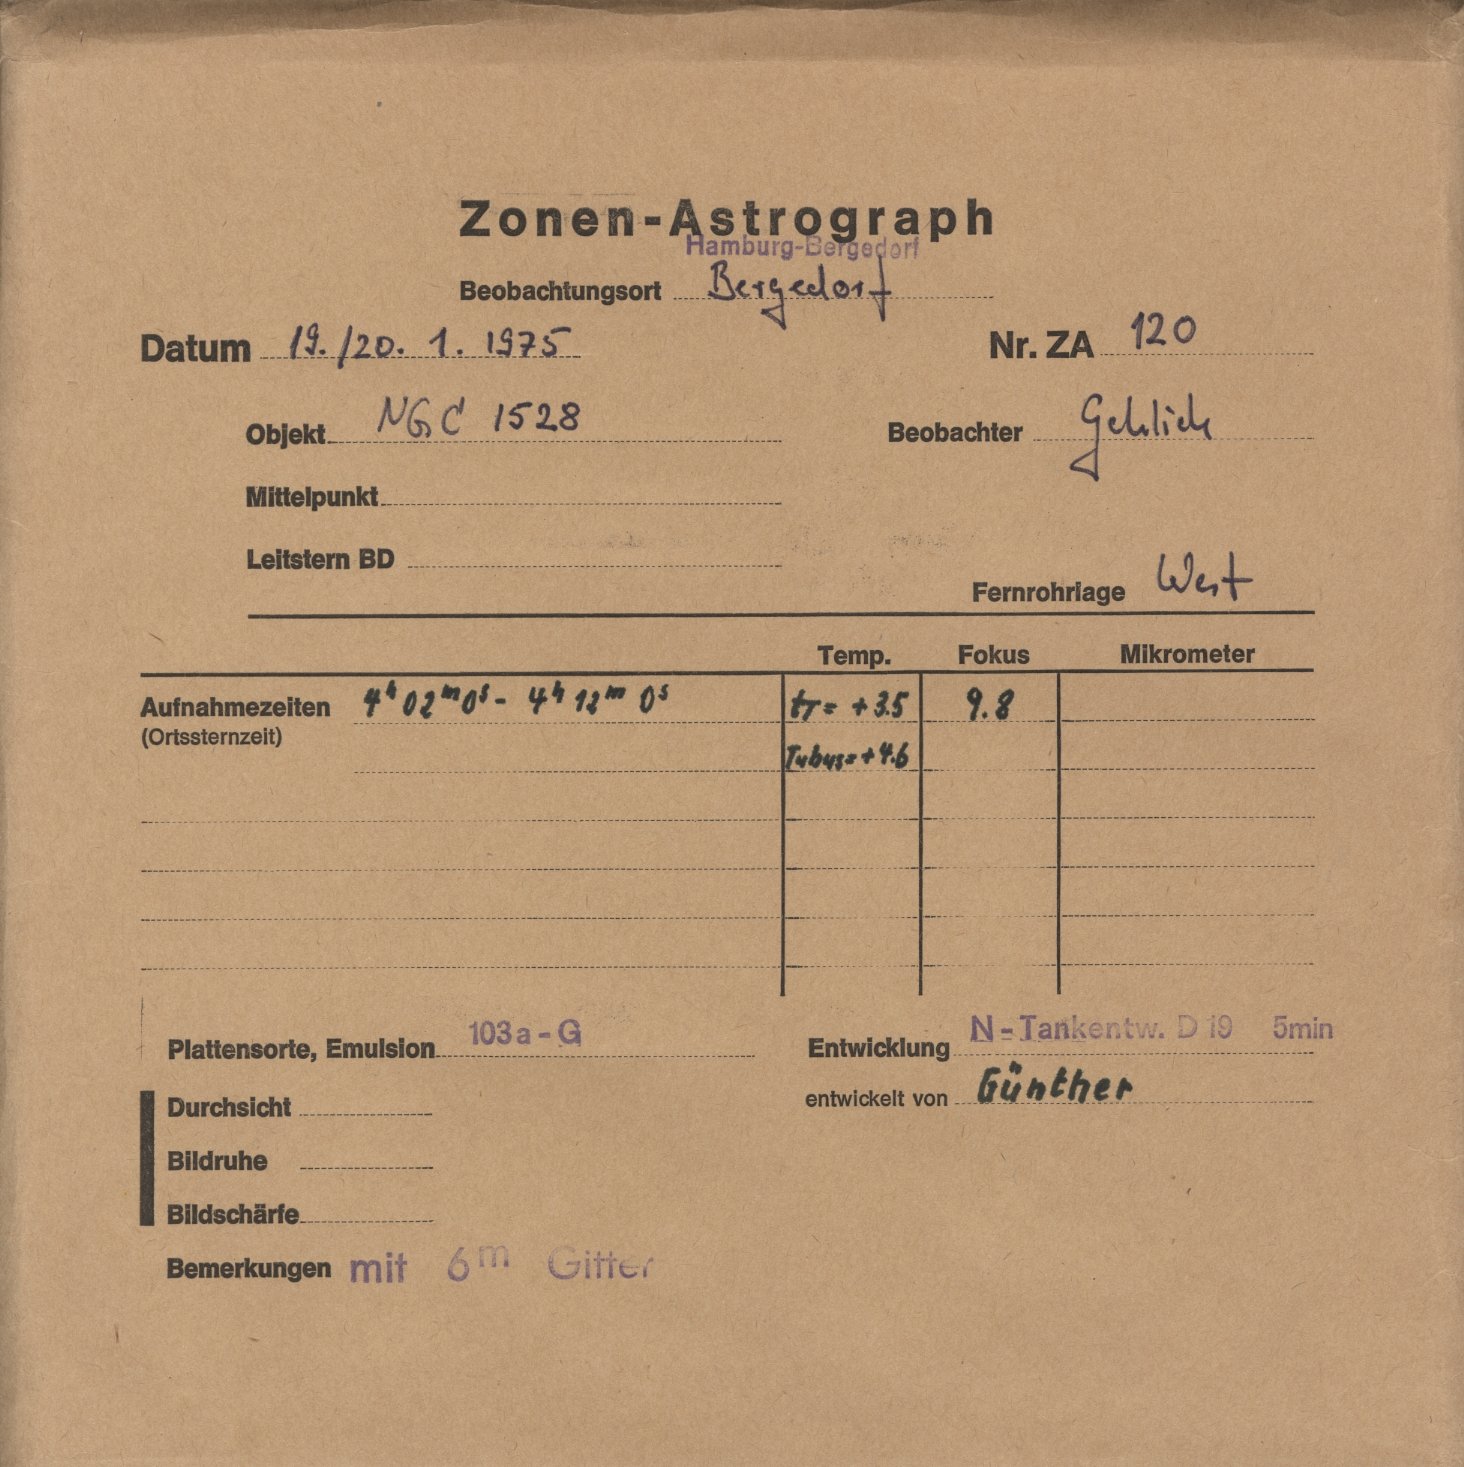 Zonen-Astrograph
Hamburg-Bergedorf
Beobachtungsort Bergedorf
Datum 19./20. 1. 1975 Nr. ZA 120
Objekt NGC 1528 Beobachter Gehlich
Mittelpunkt
Leitstern BD
Fernrohrlage West
Temp. Fokus Mikrometer
Aufnahmezeiten 4h 02m 0s - 4h 12m 0s tr = +3.5 9.8
(Ortssternzeit)
Tubus = +4.6
Plattensorte, Emulsion 103a-G Entwicklung N-Tankentw. D 19 5min
entwickelt von Günther
Durchsicht
Bildruhe
Bildschärfe
Bemerkungen mit 6m Gitter